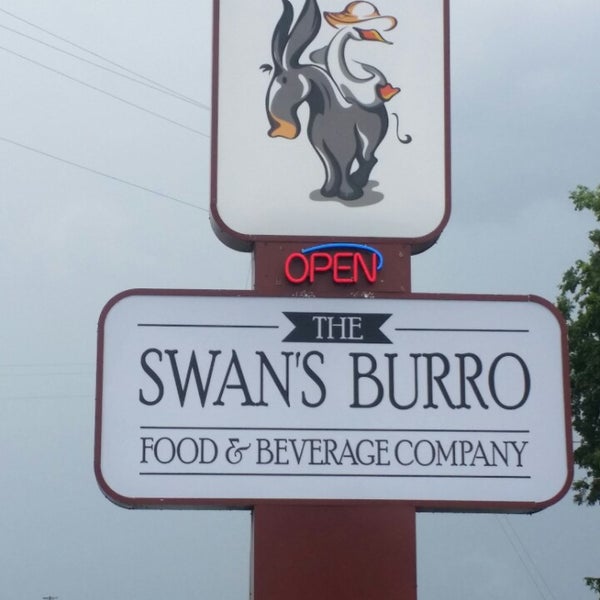 OPEN
THE
SWAN'S BURRO
FOOD & BEVERAGE COMPANY